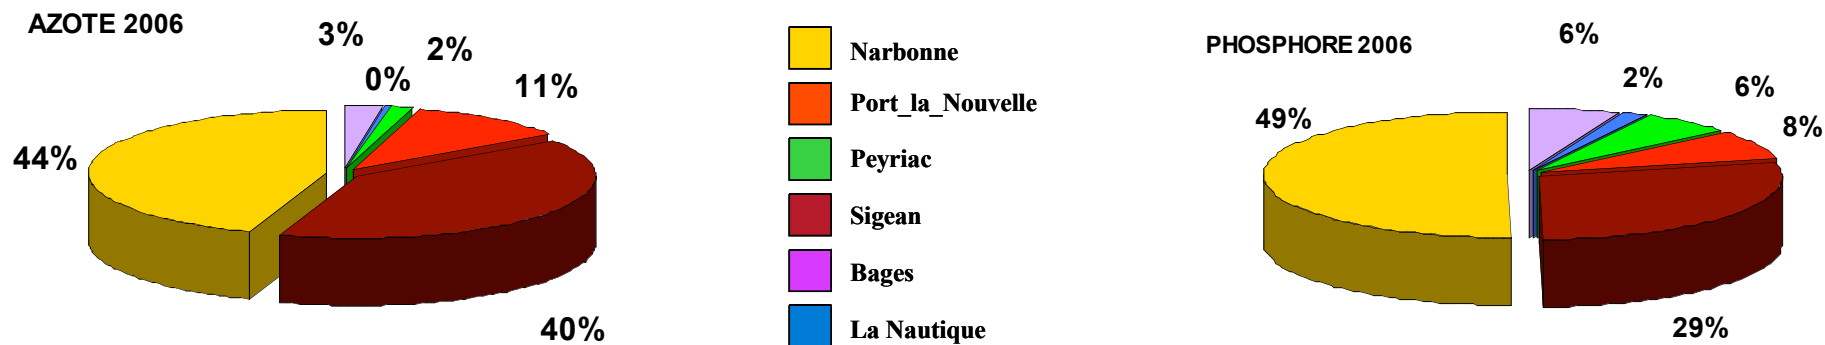 AZOTE 2006
3%
2%
0%
11%
44%
40%
Narbonne
Port_la_Nouvelle
Peyriac
Sigean
Bages
La Nautique
PHOSPHORE 2006
6%
2%
6%
49%
8%
29%